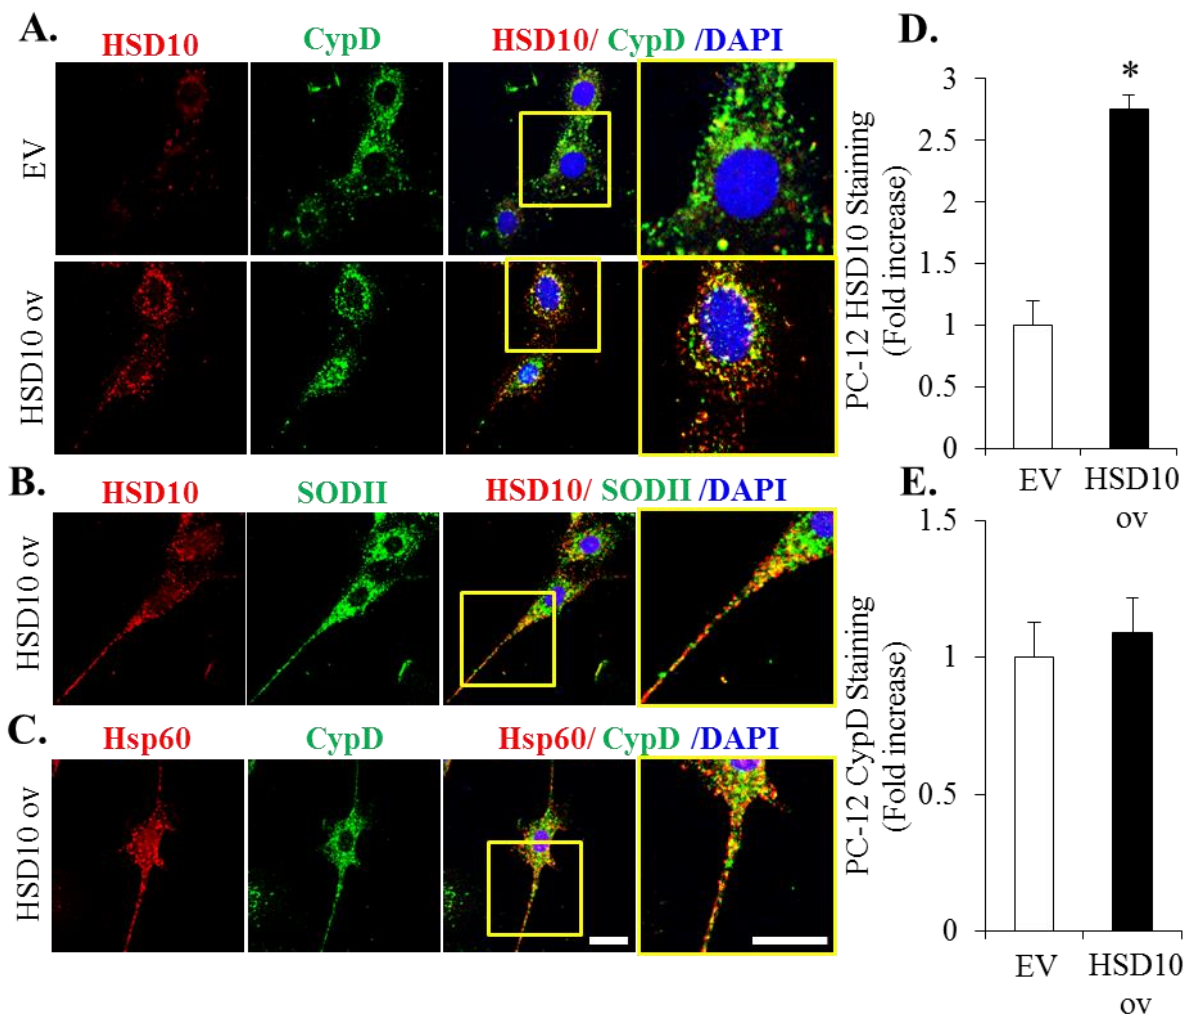 A.
HSD10
CypD
HSD10/ CypD /DAPI
EV
HSD10 ov
B.
HSD10
SODII
HSD10/ SODII /DAPI
HSD10 ov
C.
Hsp60
CypD
Hsp60/ CypD /DAPI
HSD10 ov
D.
PC-12 HSD10 Staining
(Fold increase)
3
2.5
2
1.5
1
0.5
0
*
EV
HSD10
ov
E.
PC-12 CypD Staining
(Fold increase)
1.5
1
0.5
0
EV
HSD10
ov